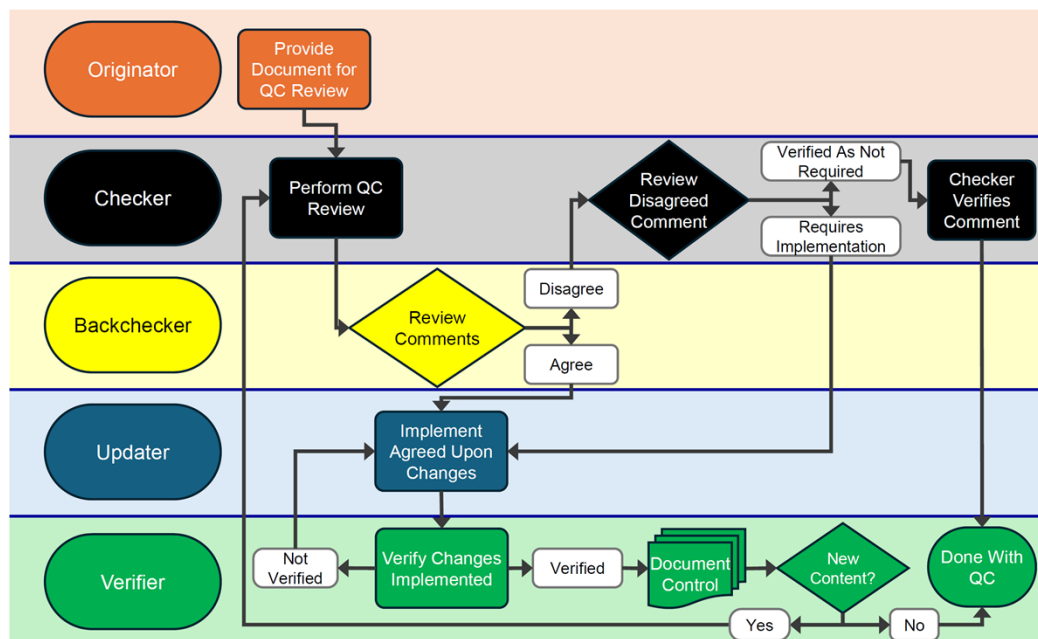 Originator
Provide
Document for
QC Review
Checker
Perform QC
Review
Review
Disagreed
Comment
Verified As Not
Required
Requires
Implementation
Checker
Verifies
Comment
Backchecker
Review
Comments
Disagree
Agree
Updater
Implement
Agreed Upon
Changes
Verifier
Not
Verified
Verify Changes
Implemented
Verified
Document
Control
New
Content?
Done With
QC
Yes
No